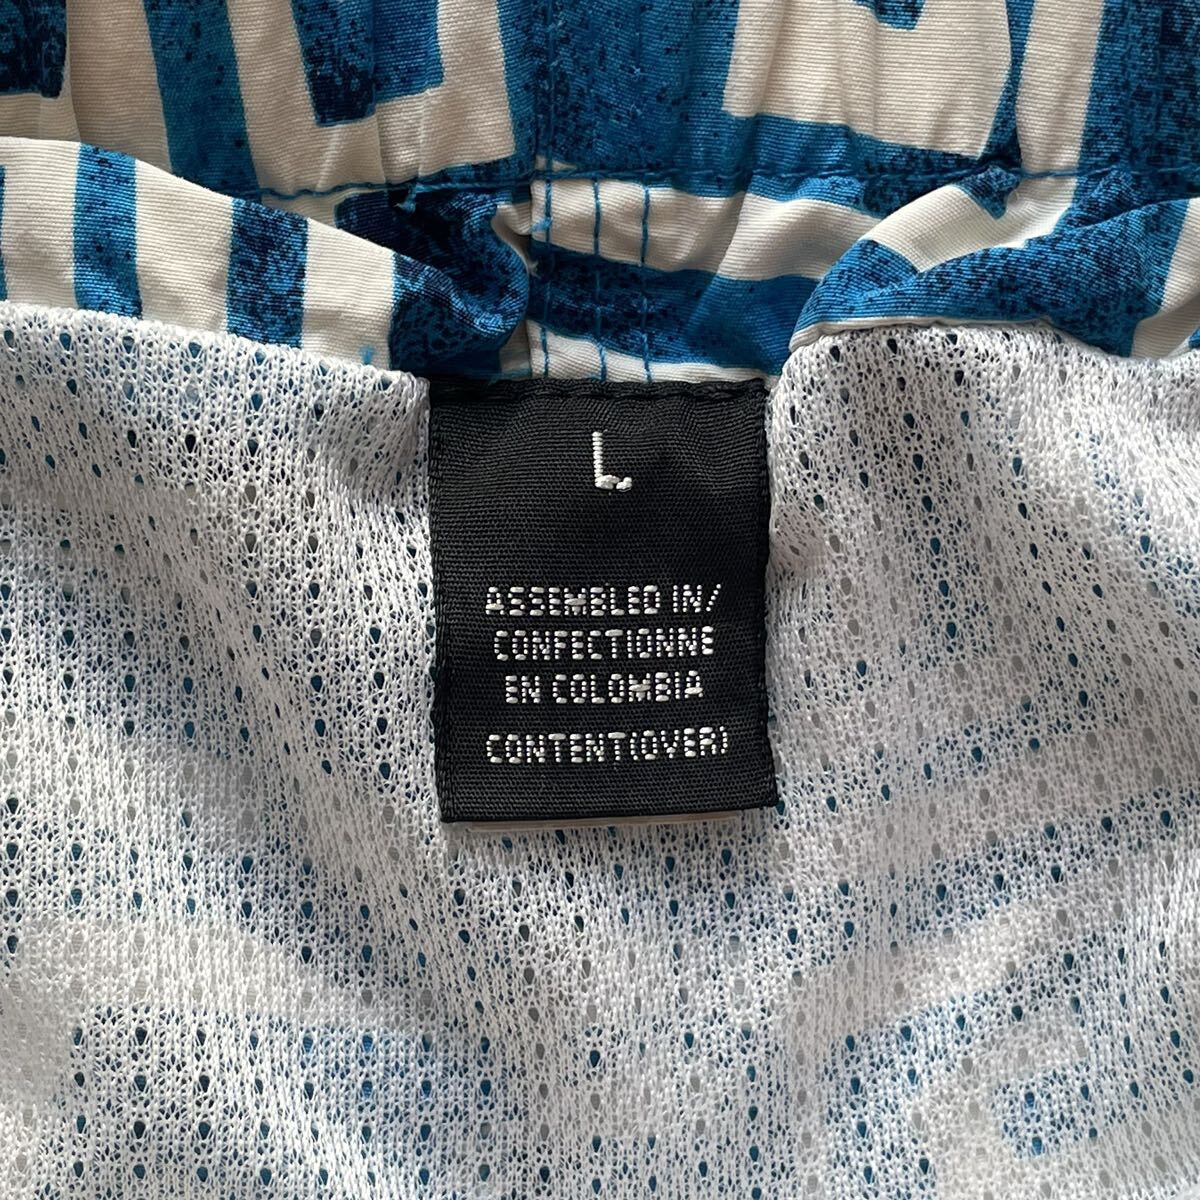 L
ASSEMBLED IN/
CONFECTIONNE
EN COLOMBIA
CONTENT(OVER)